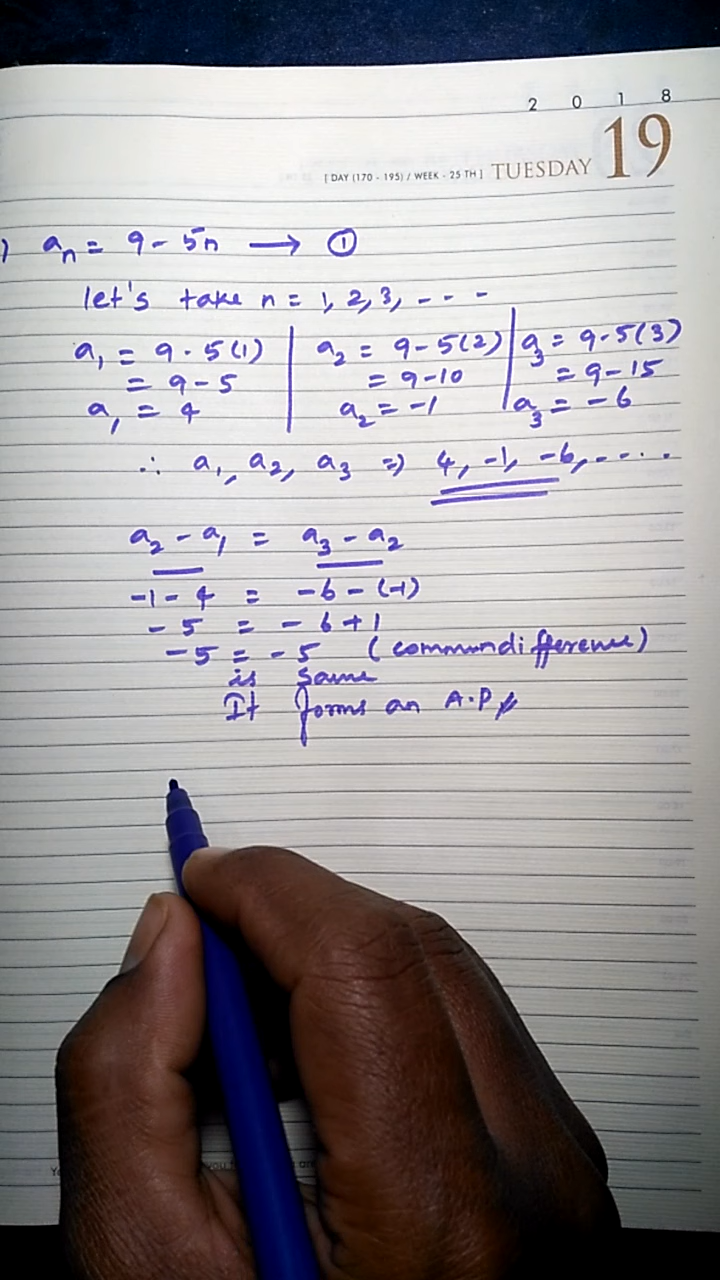 2 0 1 8
[ DAY (170 - 195) / WEEK - 25 TH ] TUESDAY 19
) aₙ = 9 - 5n → ①
let's take n = 1, 2, 3, - - -
a₁ = 9 - 5(1) | a₂ = 9 - 5(2) | a₃ = 9 - 5(3)
= 9 - 5 | = 9 - 10 | = 9 - 15
a₁ = 4 | a₂ = -1 | a₃ = -6
∴ a₁, a₂, a₃ => 4, -1, -6, - - - .
a₂ - a₁ = a₃ - a₂
-1 - 4 = -6 - (-1)
- 5 = - 6 + 1
-5 = -5 (commondifference)
is same
It forms an A.P